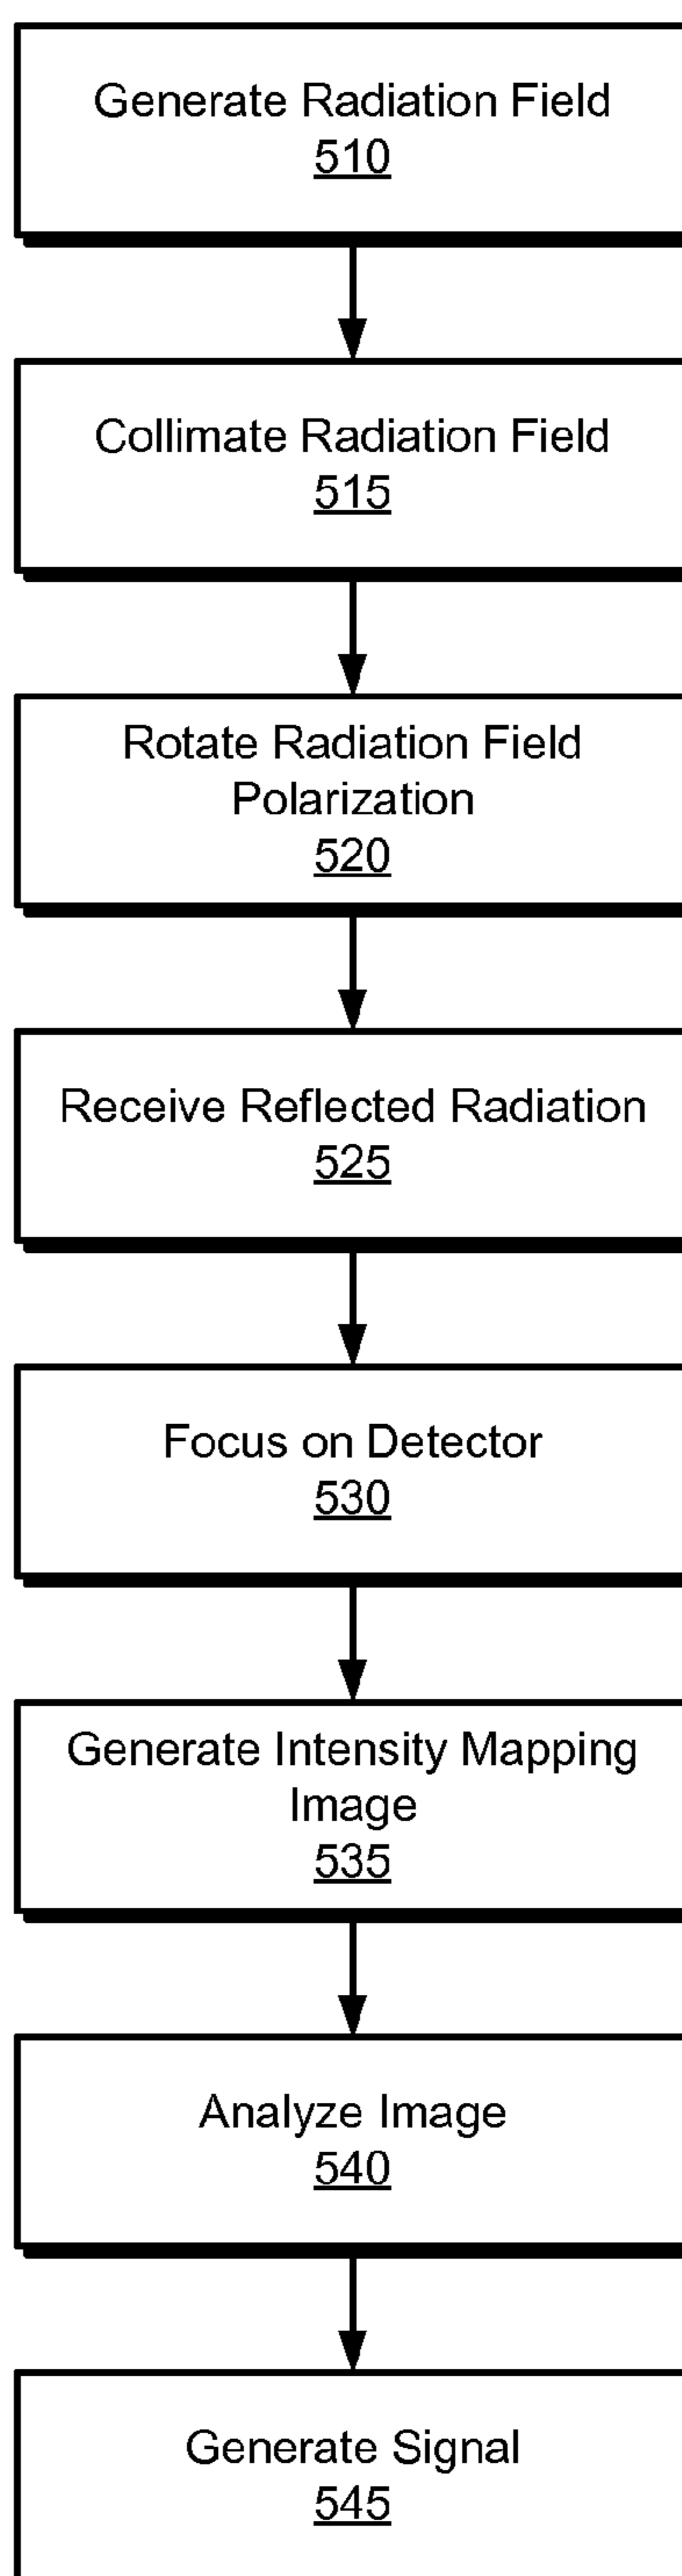 Generate Radiation Field
510
Collimate Radiation Field
515
Rotate Radiation Field
Polarization
520
Receive Reflected Radiation
525
Focus on Detector
530
Generate Intensity Mapping
Image
535
Analyze Image
540
Generate Signal
545